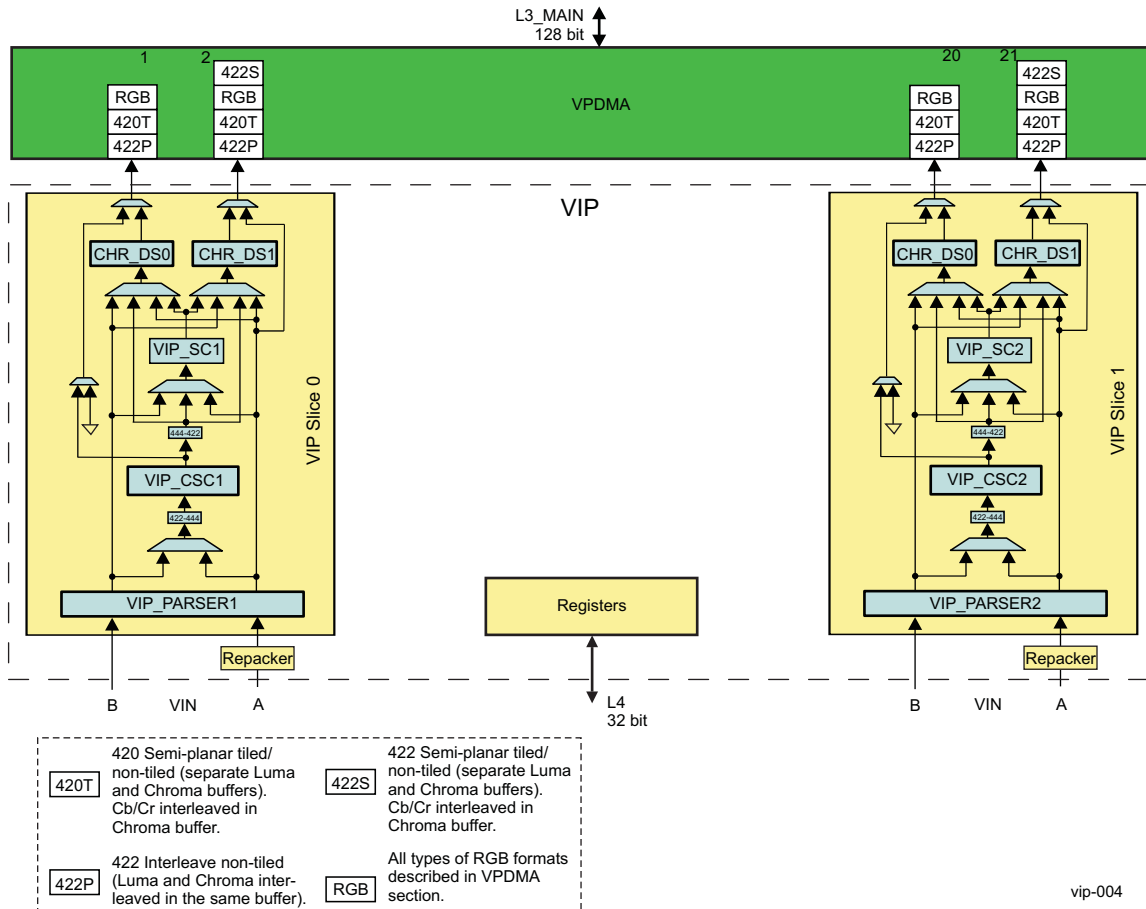 L3_MAIN
128 bit
1
2
20
21
422S
422S
RGB
RGB
RGB
RGB
VPDMA
420T
420T
420T
420T
422P
422P
422P
422P
VIP
CHR_DS0
CHR_DS1
CHR_DS0
CHR_DS1
VIP_SC1
VIP_SC2
VIP Slice 0
VIP Slice 1
444-422
444-422
VIP_CSC1
VIP_CSC2
422-444
422-444
VIP_PARSER1
Registers
VIP_PARSER2
Repacker
Repacker
B
VIN
A
L4
32 bit
B
VIN
A
420T
420 Semi-planar tiled/
non-tiled (separate Luma
and Chroma buffers).
Cb/Cr interleaved in
Chroma buffer.
422S
422 Semi-planar tiled/
non-tiled (separate Luma
and Chroma buffers).
Cb/Cr interleaved in
Chroma buffer.
422P
422 Interleave non-tiled
(Luma and Chroma inter-
leaved in the same buffer).
RGB
All types of RGB formats
described in VPDMA
section.
vip-004